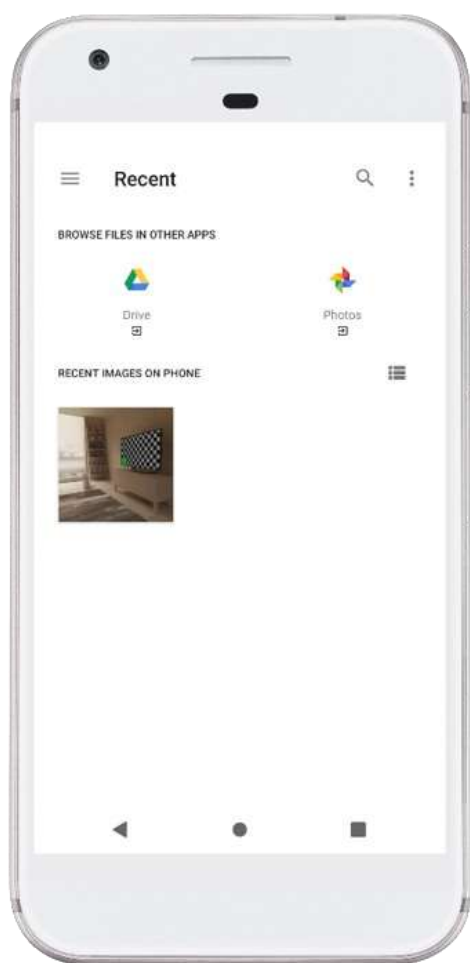 Recent
BROWSE FILES IN OTHER APPS
Drive
Photos
RECENT IMAGES ON PHONE